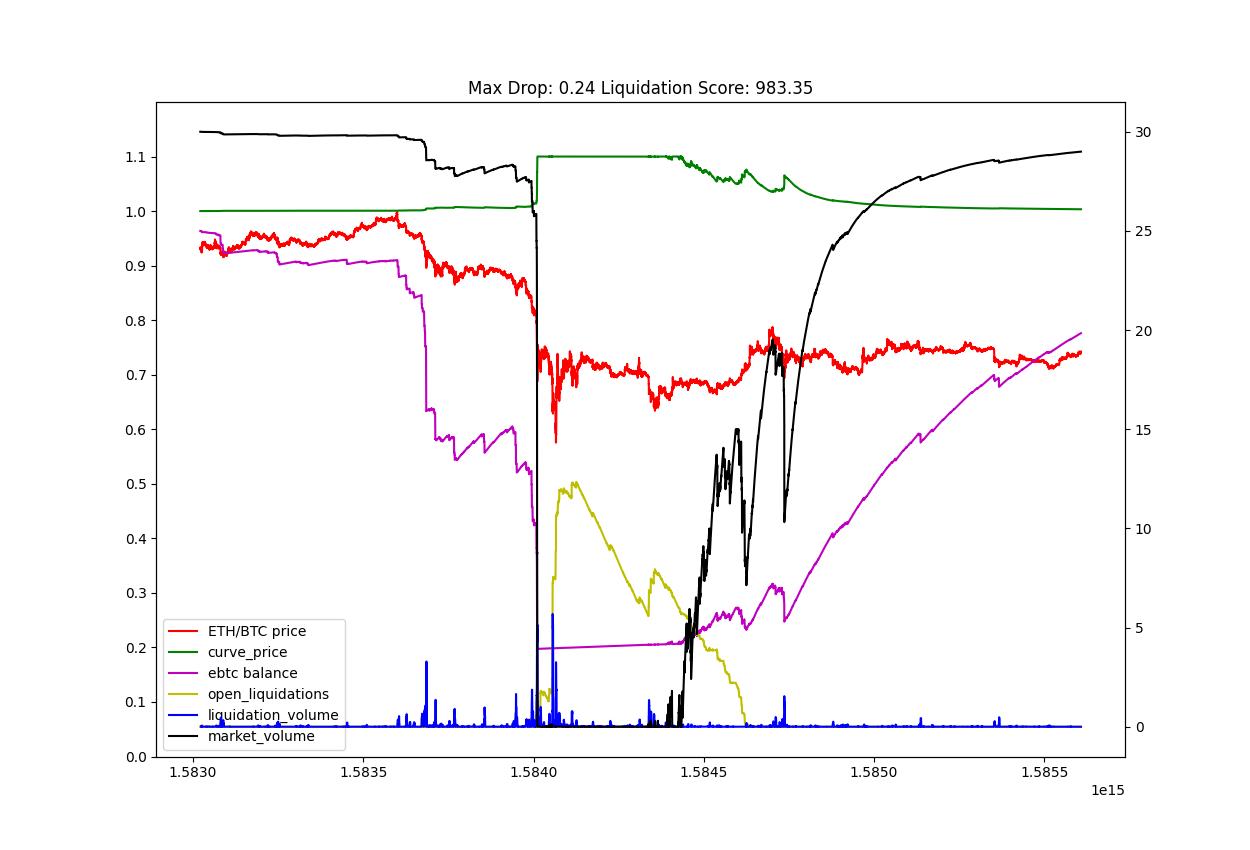 Max Drop: 0.24 Liquidation Score: 983.35
1.1
1.0
0.9
0.8
0.7
0.6
0.5
0.4
0.3
0.2
0.1
0.0
30
25
20
15
10
5
0
ETH/BTC price
curve_price
ebtc balance
open_liquidations
liquidation_volume
market_volume
1.5830 1.5835 1.5840 1.5845 1.5850 1.5855
1e15